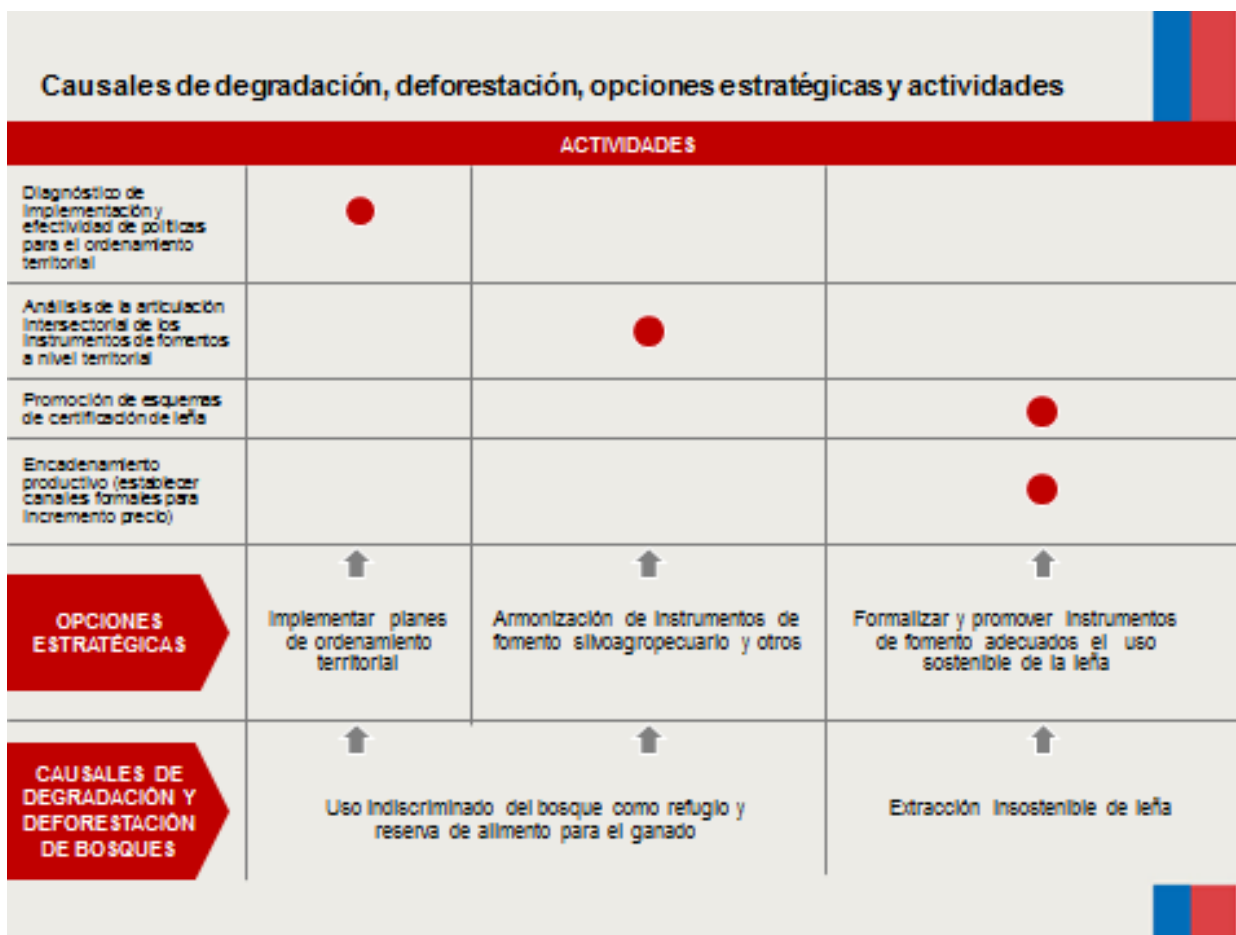 Causales de degradación, deforestación, opciones estratégicas y actividades
ACTIVIDADES
Diagnóstico de
implementación y
efectividad de políticas
para el ordenamiento
territorial
Análisis de la articulación
intersectorial de los
instrumentos de fomentos
a nivel territorial
Promoción de esquemas
de certificación de leña
Encadenamiento
productivo (establecer
canales formales para
incremento precio)
OPCIONES
ESTRATÉGICAS
Implementar planes
de ordenamiento
territorial
Armonización de instrumentos de
fomento silvoagropecuario y otros
Formalizar y promover instrumentos
de fomento adecuados el uso
sostenible de la leña
CAUSALES DE
DEGRADACIÓN Y
DEFORESTACIÓN
DE BOSQUES
Uso indiscriminado del bosque como refugio y
reserva de alimento para el ganado
Extracción insostenible de leña